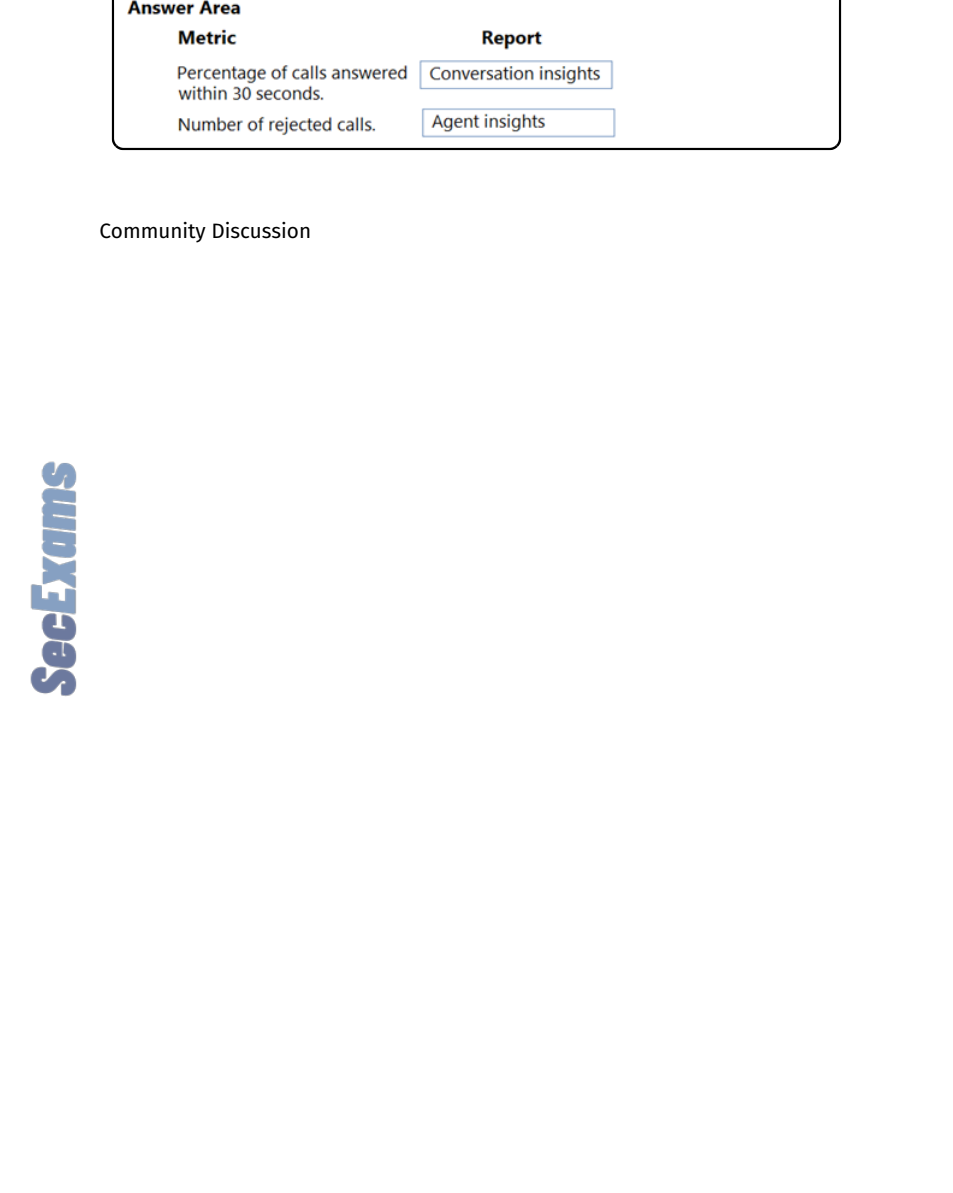 Answer Area
Metric Report
Percentage of calls answered Conversation insights
within 30 seconds.
Number of rejected calls. Agent insights
Community Discussion
SecExams